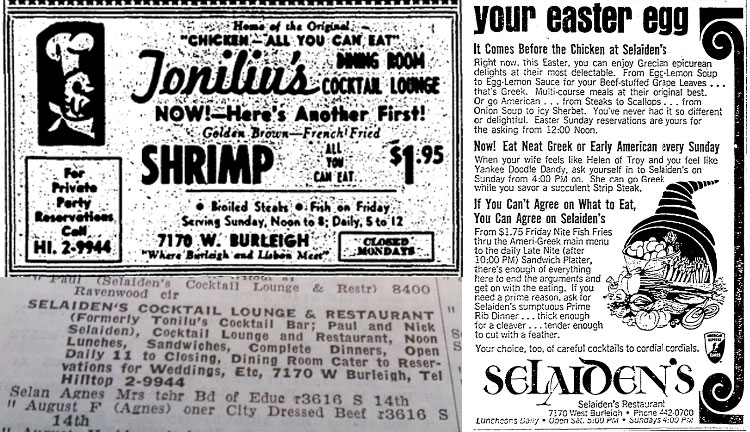 Home of the Original
"CHICKEN - ALL YOU CAN EAT"
Toniliu's
DINING ROOM
COCKTAIL LOUNGE
NOW!—Here's Another First!
Golden Brown—French Fried
SHRIMP
ALL
YOU
CAN EAT
$1.95
For
Private
Party
Reservations
Call
HI. 2-9944
• Broiled Steaks • Fish on Friday
Serving Sunday, Noon to 8; Daily, 5 to 12
7170 W. BURLEIGH
"Where Burleigh and Lisbon Meet"
CLOSED
MONDAYS
" Paul (Selaiden's Cocktail Lounge & Restr) 8400
Ravenwood cir
SELAIDEN'S COCKTAIL LOUNGE & RESTAURANT
(Formerly Tonilu's Cocktail Bar; Paul and Nick
Selaiden), Cocktail Lounge and Restaurant, Noon
Lunches, Sandwiches, Complete Dinners, Open
Daily 11 to Closing, Dining Room Cater to Reser-
vations for Weddings, Etc, 7170 W Burleigh, Tel
Hilltop 2-9944
Selan Agnes Mrs tchr Bd of Educ r3616 S 14th
" August F (Agnes) oner City Dressed Beef r3616 S
14th
your easter egg
It Comes Before the Chicken at Selaiden's
Right now, this Easter, you can enjoy Grecian epicurean
delights at their most delectable. From Egg-Lemon Soup
to Egg-Lemon Sauce for your Beef-stuffed Grape Leaves . . .
that's Greek. Multi-course meals at their original best.
Or go American . . . from Steaks to Scallops . . . from
Onion Soup to icy Sherbet. You've never had it so different
or delightful. Easter Sunday reservations are yours for
the asking from 12:00 Noon.
Now! Eat Neat Greek or Early American every Sunday
When your wife feels like Helen of Troy and you feel like
Yankee Doodle Dandy, ask yourself in to Selaiden's on
Sunday from 4:00 PM on. She can go Greek
while you savor a succulent Strip Steak.
If You Can't Agree on What to Eat,
You Can Agree on Selaiden's
From $1.75 Friday Nite Fish Fries
thru the Ameri-Greek main menu
to the daily Late Nite (after
10:00 PM) Sandwich Platter,
there's enough of everything
here to end the arguments and
get on with the eating. If you
need a prime reason, ask for
Selaiden's sumptuous Prime
Rib Dinner . . . thick enough
for a cleaver . . . tender enough
to cut with a feather.
Your choice, too, of careful cocktails to cordial cordials.
SELAIDEN'S
Selaiden's Restaurant
7170 West Burleigh • Phone 442-0700
Luncheons Daily • Open Sat. 5:00 PM • Sundays 4:00 PM